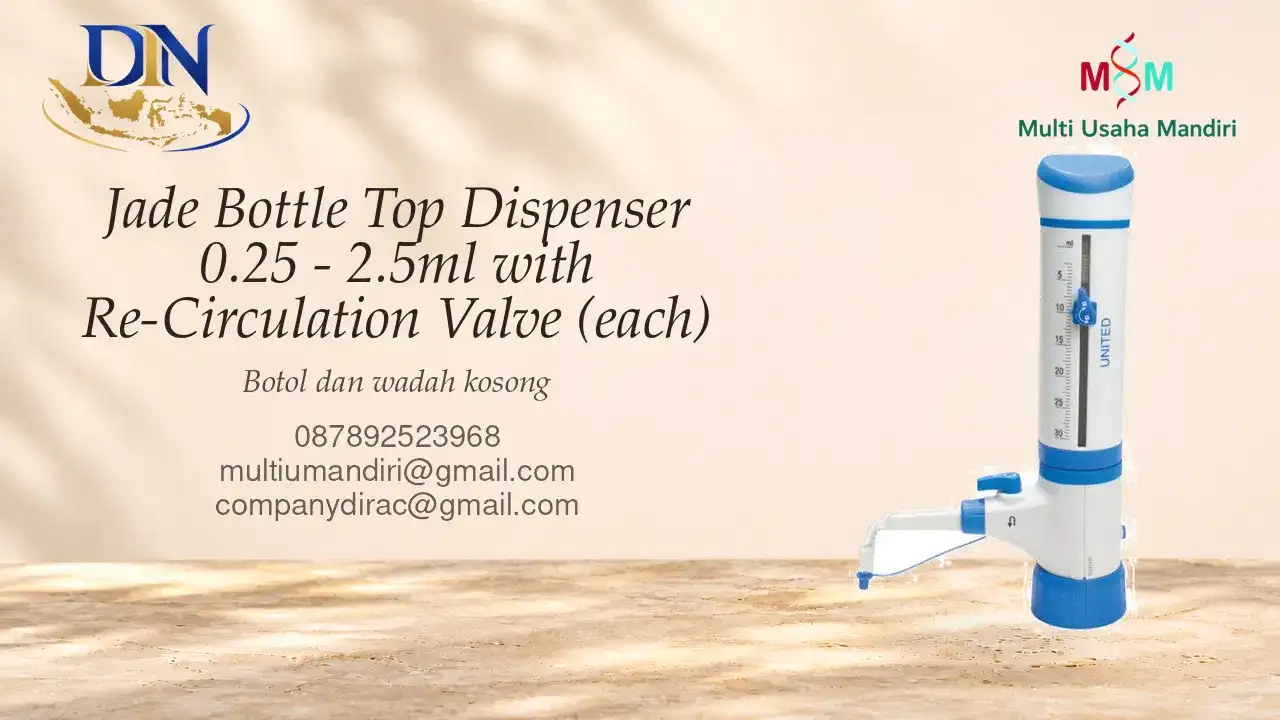 DIN
M M
Multi Usaha Mandiri
Jade Bottle Top Dispenser
0.25 - 2.5ml with
Re-Circulation Valve (each)
Botol dan wadah kosong
087892523968
multiumandiri@gmail.com
companydirac@gmail.com
ml
5
10
15
20
25
30
UNITED